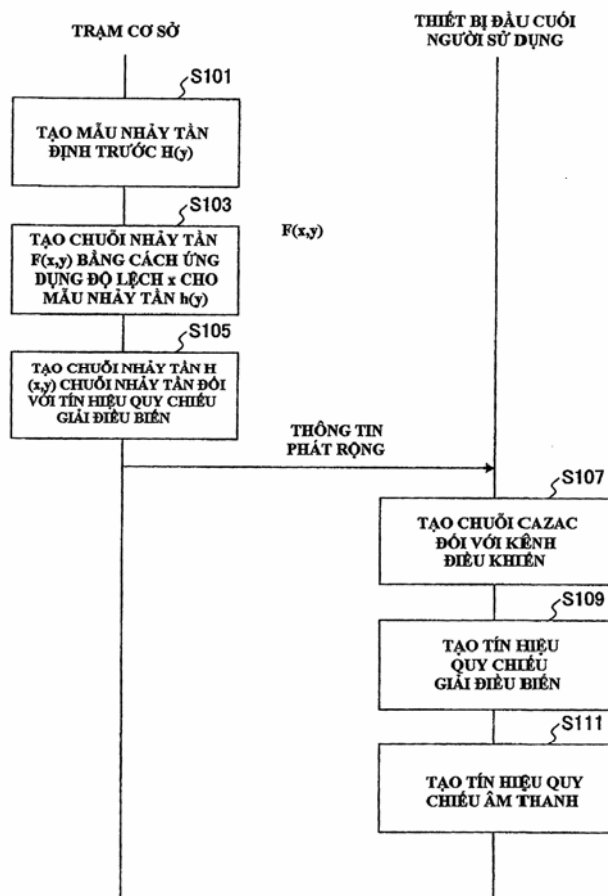 TRẠM CƠ SỞ
THIẾT BỊ ĐẦU CUỐI
NGƯỜI SỬ DỤNG
S101
TẠO MẪU NHẢY TẦN
ĐỊNH TRƯỚC H(y)
S103
TẠO CHUỖI NHẢY TẦN
F(x,y) BẰNG CÁCH ỨNG
DỤNG ĐỘ LỆCH x CHO
MẪU NHẢY TẦN h(y)
F(x,y)
S105
TẠO CHUỖI NHẢY TẦN H
(x,y) CHUỖI NHẢY TẦN ĐỐI
VỚI TÍN HIỆU QUY CHIẾU
GIẢI ĐIỀU BIẾN
THÔNG TIN
PHÁT RỘNG
S107
TẠO CHUỖI CAZAC
ĐỐI VỚI KÊNH
ĐIỀU KHIỂN
S109
TẠO TÍN HIỆU
QUY CHIẾU
GIẢI ĐIỀU BIẾN
S111
TẠO TÍN HIỆU QUY
CHIẾU ÂM THANH